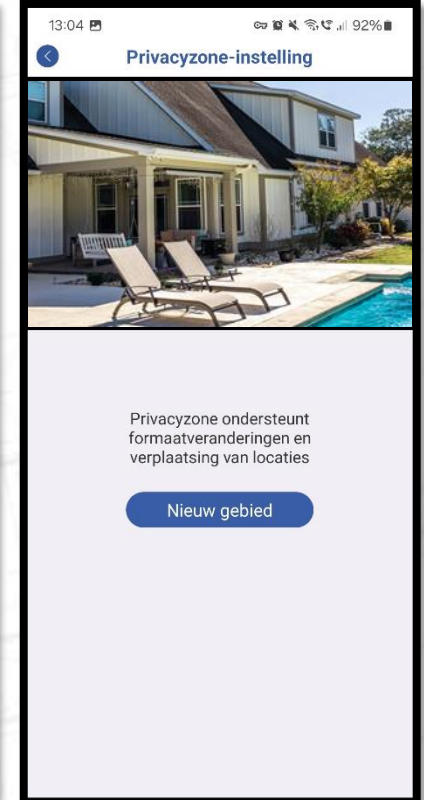 13:04 92%
Privacyzone-instelling
Privacyzone ondersteunt
formaatveranderingen en
verplaatsing van locaties
Nieuw gebied